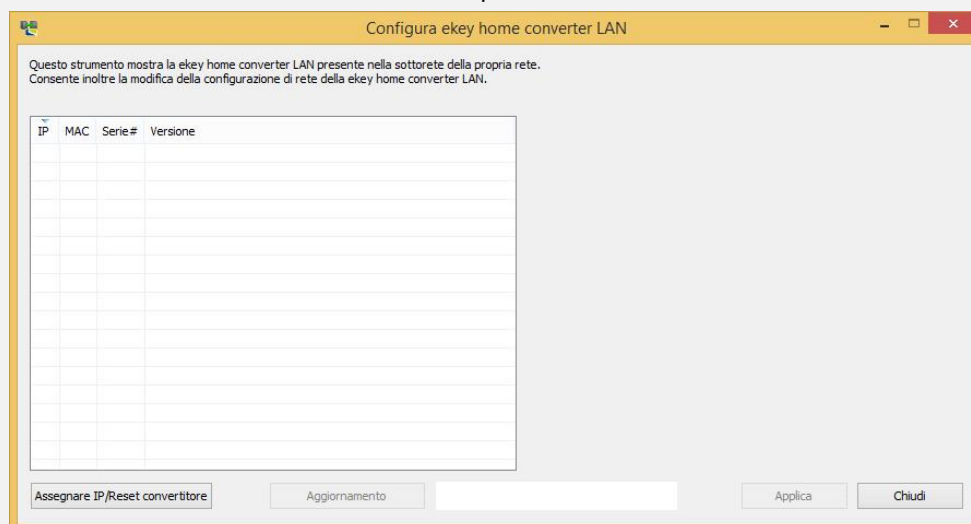 Configura ekey home converter LAN
Questo strumento mostra la ekey home converter LAN presente nella sottorete della propria rete.
Consente inoltre la modifica della configurazione di rete della ekey home converter LAN.
IP MAC Serie# Versione
Assegnare IP/Reset convertitore Aggiornamento Applica Chiudi